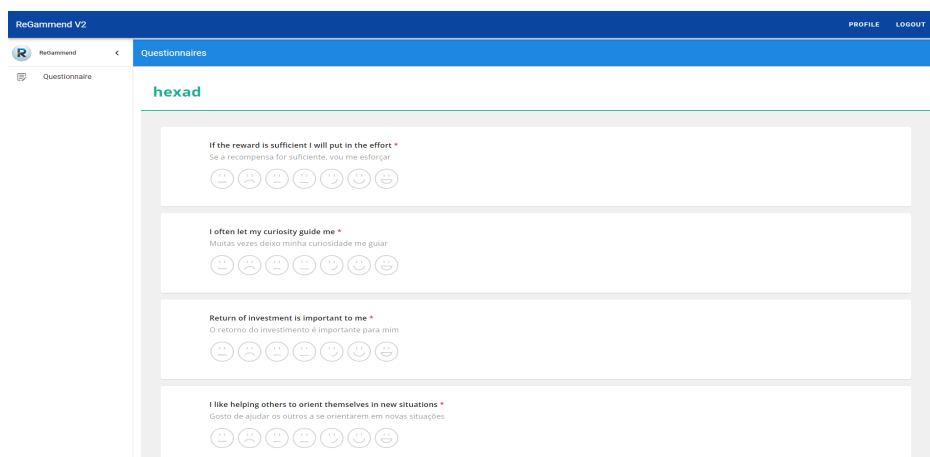 ReGammend V2
PROFILE LOGOUT
ReGammend
Questionnaires
Questionnaire
hexad
If the reward is sufficient I will put in the effort *
Se a recompensa for suficiente, vou me esforçar
I often let my curiosity guide me *
Muitas vezes deixo minha curiosidade me guiar
Return of investment is important to me *
O retorno do investimento é importante para mim
I like helping others to orient themselves in new situations *
Gosto de ajudar os outros a se orientarem em novas situações